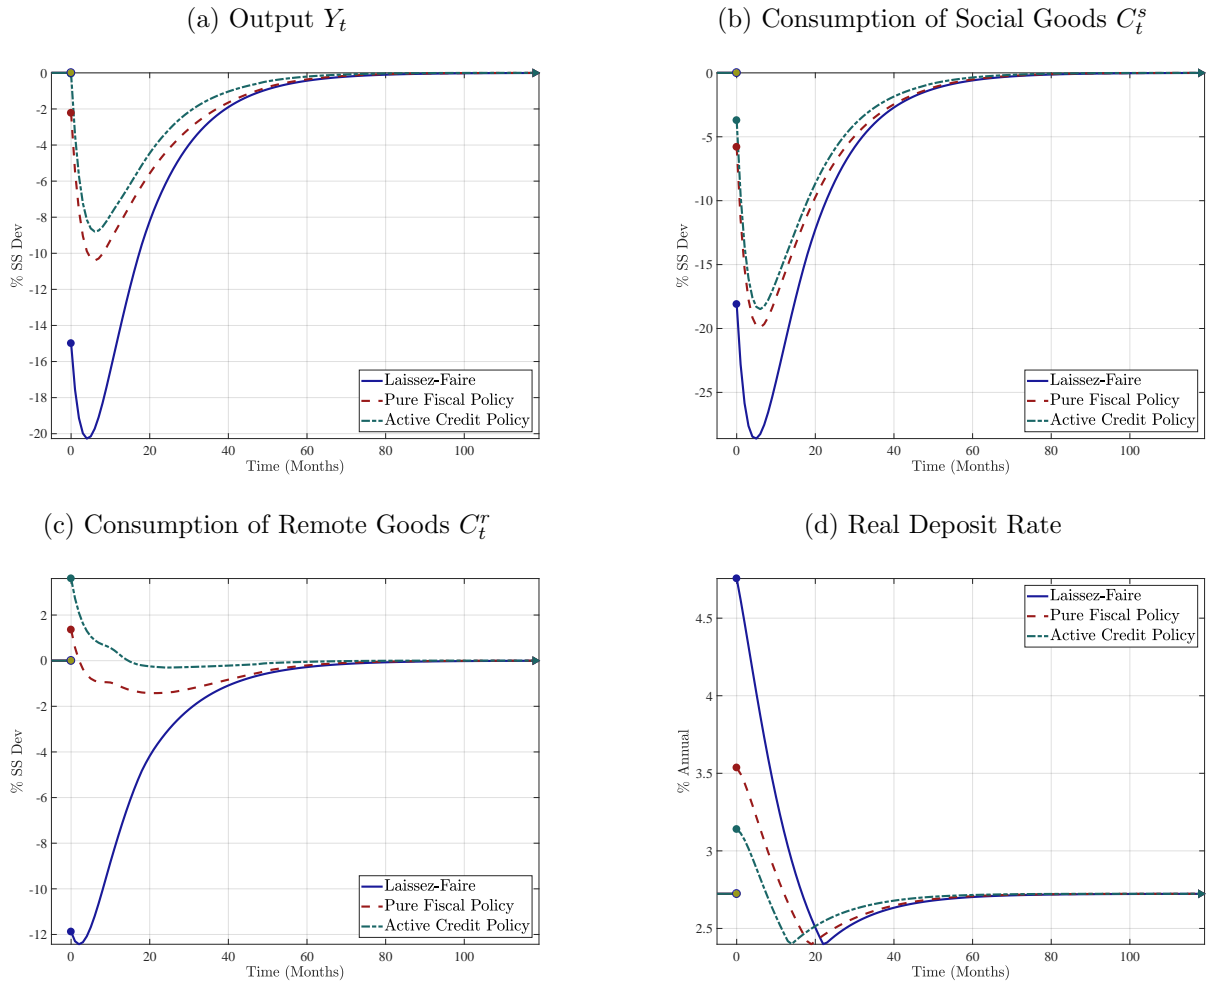 (a) Output Y_t
0
-2
-4
-6
-8
-10
-12
-14
-16
-18
-20
% SS Dev
0 20 40 60 80 100
Time (Months)
Laissez-Faire
Pure Fiscal Policy
Active Credit Policy
(b) Consumption of Social Goods C_t^s
0
-5
-10
-15
-20
-25
% SS Dev
0 20 40 60 80 100
Time (Months)
Laissez-Faire
Pure Fiscal Policy
Active Credit Policy
(c) Consumption of Remote Goods C_t^r
2
0
-2
-4
-6
-8
-10
-12
% SS Dev
0 20 40 60 80 100
Time (Months)
Laissez-Faire
Pure Fiscal Policy
Active Credit Policy
(d) Real Deposit Rate
4.5
4
3.5
3
2.5
% Annual
0 20 40 60 80 100
Time (Months)
Laissez-Faire
Pure Fiscal Policy
Active Credit Policy